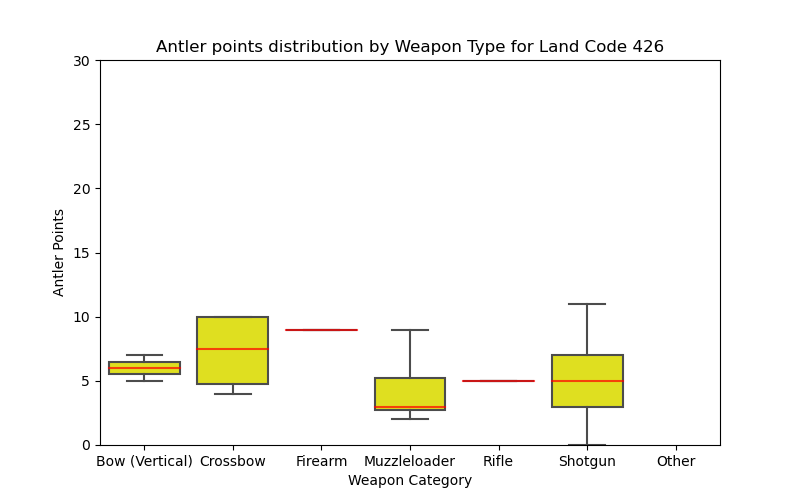 Antler points distribution by Weapon Type for Land Code 426
30
25
20
15
10
5
0
Antler Points
Bow (Vertical) Crossbow Firearm Muzzleloader Rifle Shotgun Other
Weapon Category